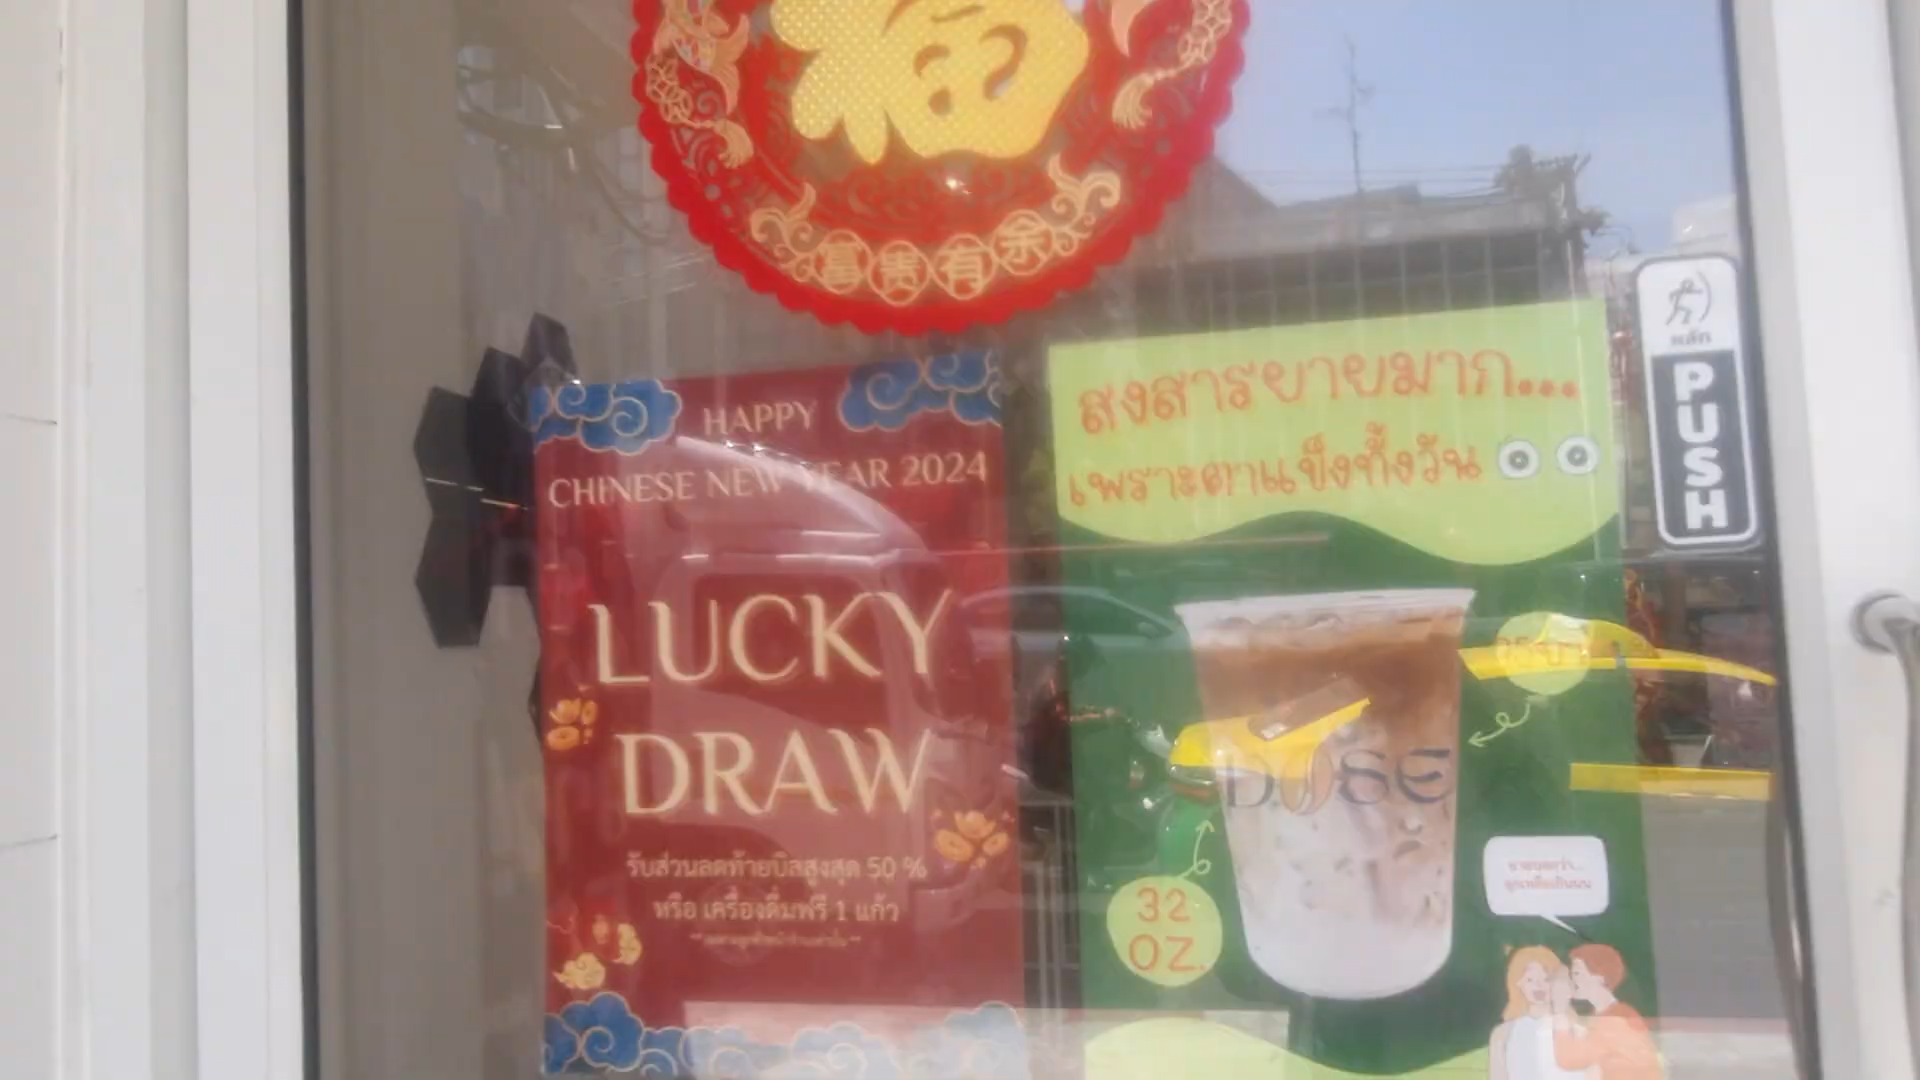 福
富贵有余
HAPPY
CHINESE NEW YEAR 2024
LUCKY
DRAW
รับส่วนลดท้ายบิลสูงสุด 50 %
หรือ เครื่องดื่มฟรี 1 แก้ว
สงสารยายมาก...
เพราะตาแข็งทั้งวัน
ผลัก
PUSH
DOSE
32
OZ.